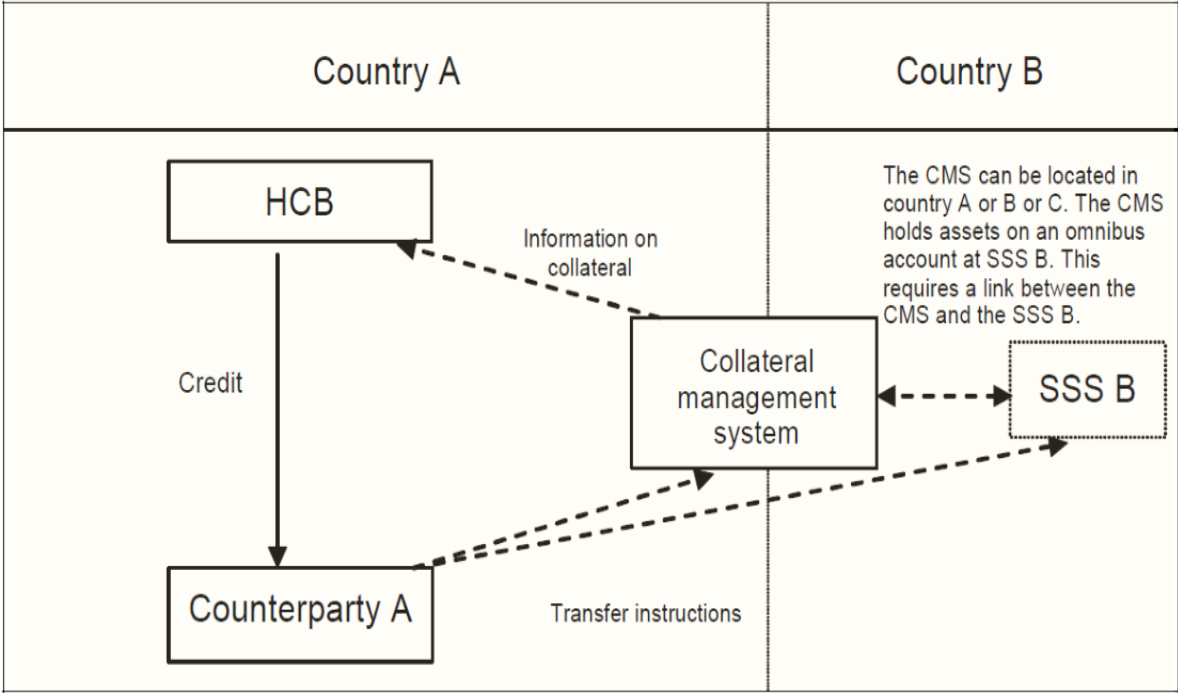 Country A
Country B
HCB
The CMS can be located in
country A or B or C. The CMS
holds assets on an omnibus
account at SSS B. This
requires a link between the
CMS and the SSS B.
Information on
collateral
Credit
Collateral
management
system
SSS B
Counterparty A
Transfer instructions